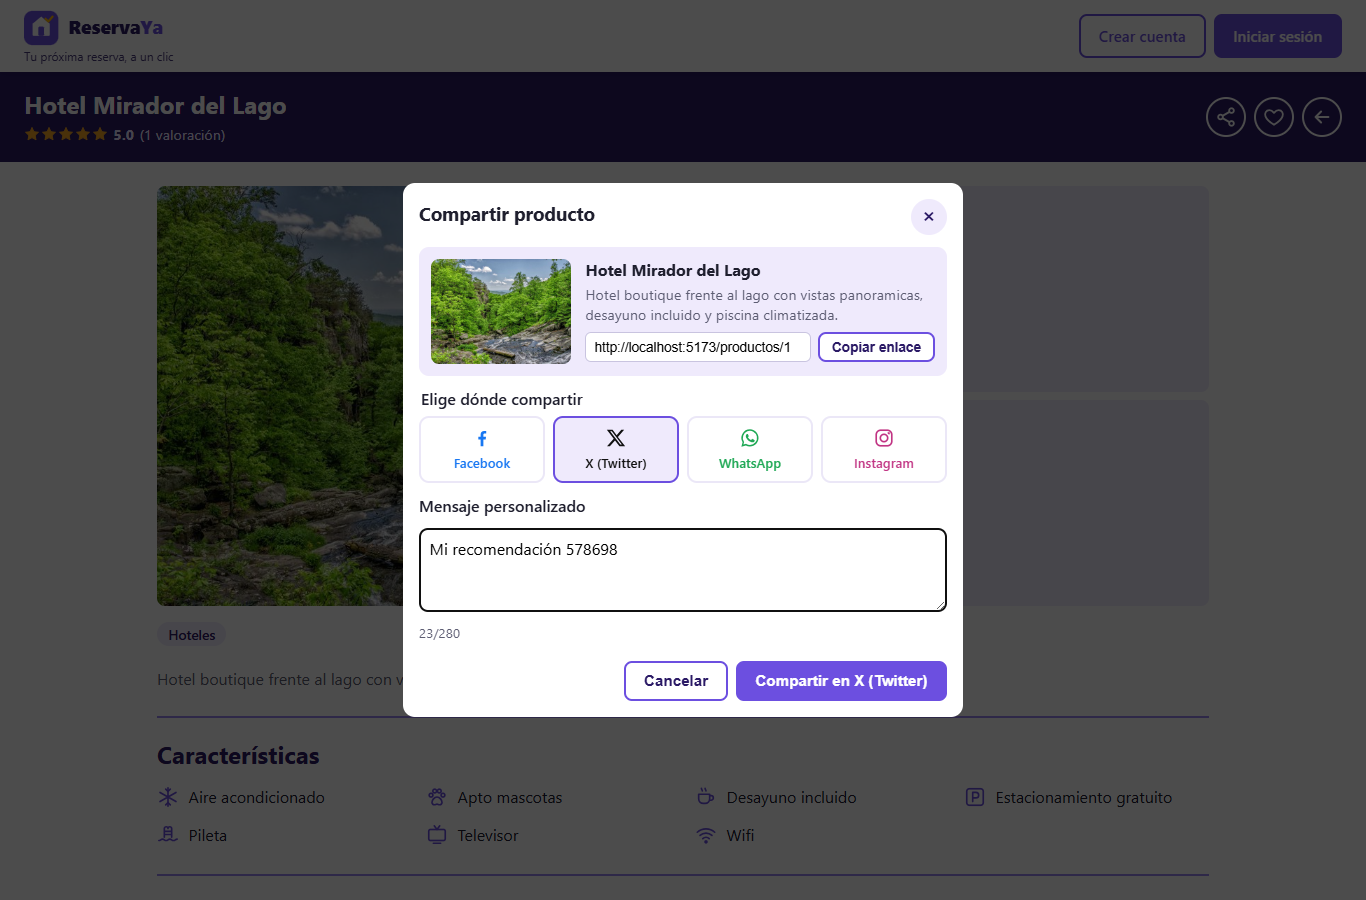 ReservaYa
Tu próxima reserva, a un clic
Crear cuenta
Iniciar sesión
Hotel Mirador del Lago
5.0 (1 valoración)
Compartir producto
Hotel Mirador del Lago
Hotel boutique frente al lago con vistas panoramicas,
desayuno incluido y piscina climatizada.
http://localhost:5173/productos/1
Copiar enlace
Elige dónde compartir
Facebook
X (Twitter)
WhatsApp
Instagram
Mensaje personalizado
Mi recomendación 578698
23/280
Cancelar
Compartir en X (Twitter)
Hoteles
Hotel boutique frente al lago con v
Características
Aire acondicionado
Apto mascotas
Desayuno incluido
Estacionamiento gratuito
Pileta
Televisor
Wifi